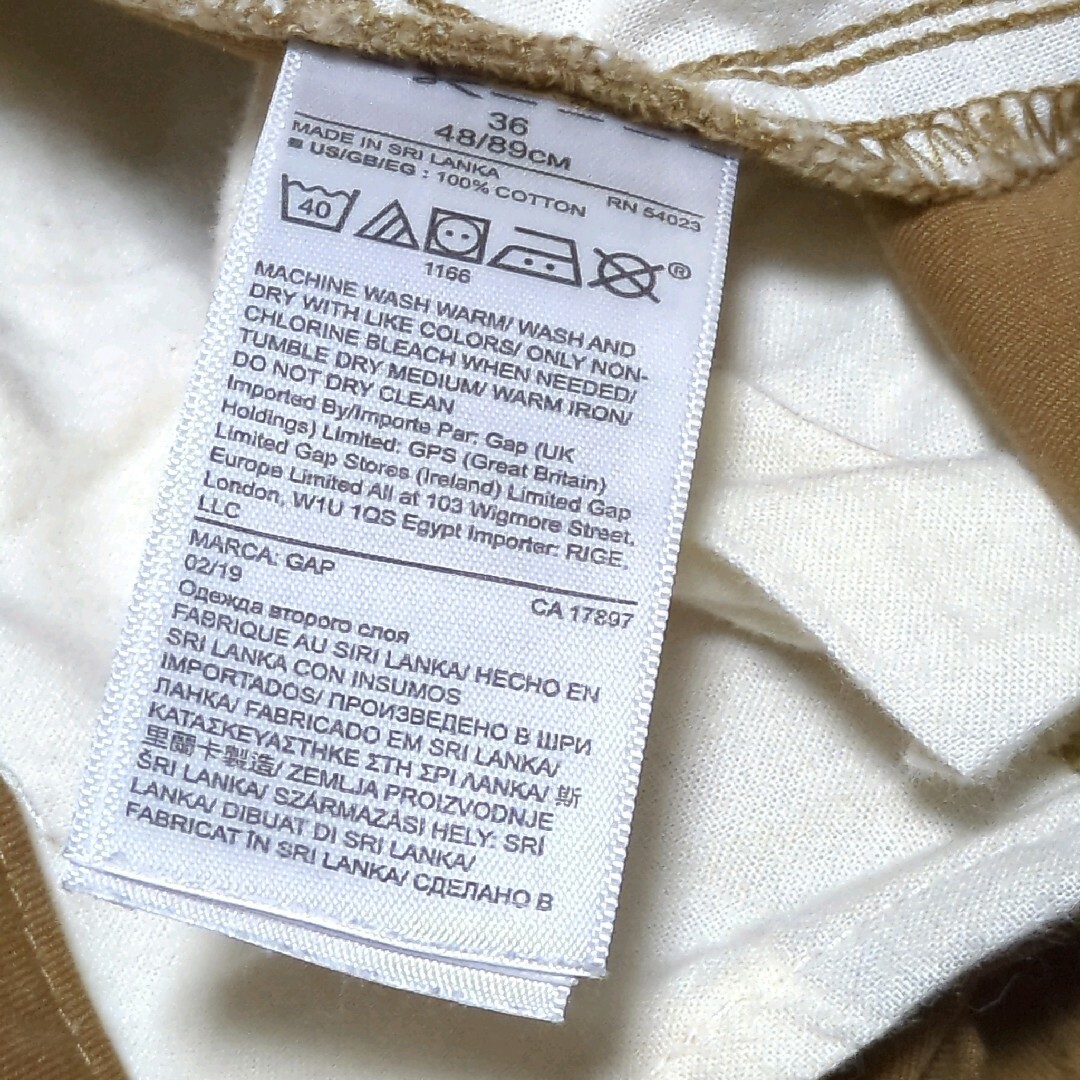 36
48/89CM
MADE IN SRI LANKA
RN 54023
US/GB/EG : 100% COTTON
40
®
1166
MACHINE WASH WARM/ WASH AND
DRY WITH LIKE COLORS/ ONLY NON-
CHLORINE BLEACH WHEN NEEDED/
TUMBLE DRY MEDIUM/ WARM IRON/
DO NOT DRY CLEAN
Imported By/Importe Par: Gap (UK
Holdings) Limited: GPS (Great Britain)
Limited Gap Stores (Ireland) Limited Gap
Europe Limited All at 103 Wigmore Street,
London, W1U 1QS Egypt Importer: RIGE,
LLC
MARCA: GAP
02/19
CA 17897
Одежда второго слоя
FABRIQUE AU SIRI LANKA/ HECHO EN
SRI LANKA CON INSUMOS
IMPORTADOS/ ПРОИЗВЕДЕНО В ШРИ
ЛАНКА/ FABRICADO EM SRI LANKA/
ΚΑΤΑΣΚΕΥΑΣΤΗΚΕ ΣΤΗ ΣΡΙ ΛΑΝΚΑ/ 斯
里蘭卡製造/ ZEMLJA PROIZVODNJE
ŠRI LANKA/ SZÁRMAZÁSI HELY: SRÍ
LANKA/ DIBUAT DI SRI LANKA/
FABRICAT ÎN SRI LANKA/ СДЕЛАНО В